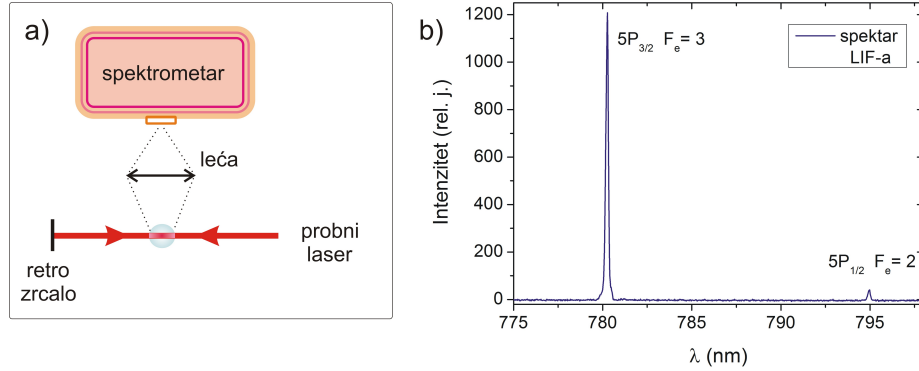 a)
spektrometar
leća
probni
laser
retro
zrcalo
b)
Intenzitet (rel. j.)
1200
1000
800
600
400
200
0
5P3/2 Fe= 3
spektar
LIF-a
5P1/2 Fe= 2
775 780 785 790 795
λ (nm)